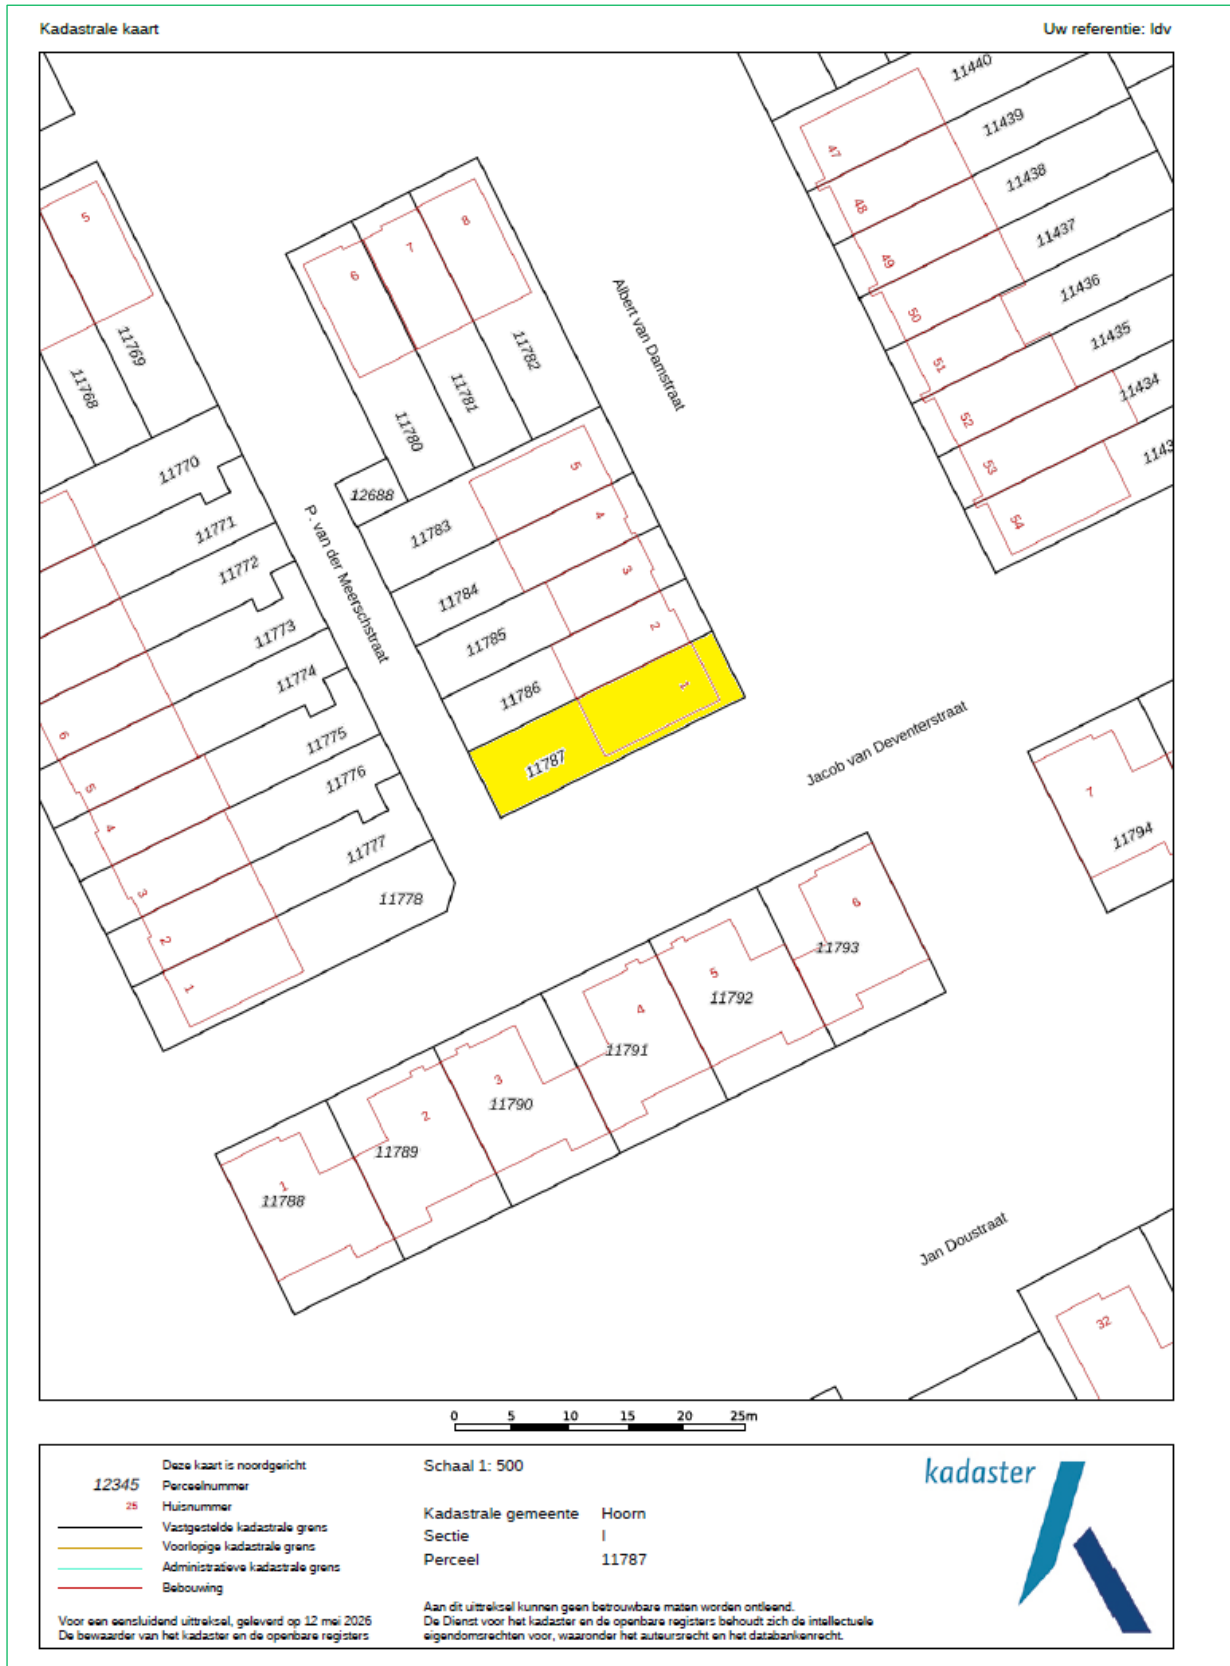 Kadastrale kaart
Uw referentie: ldv
11440
11439
11438
11437
11436
11435
11434
1143
47
48
49
50
51
52
53
54
5
11769
11768
6
7
8
11782
11781
11780
Albert van Damstraat
12688
11783
11784
11785
11786
11787
5
4
3
2
1
P. van der Meerschstraat
11770
11771
11772
11773
11774
11775
11776
11777
11778
6
5
4
3
2
1
Jacob van Deventerstraat
7
11794
6
11793
5
11792
4
11791
3
11790
2
11789
1
11788
Jan Doustraat
32
0 5 10 15 20 25m
Deze kaart is noordgericht
12345 Perceelnummer
25 Huisnummer
Vastgestelde kadastrale grens
Voorlopige kadastrale grens
Administratieve kadastrale grens
Bebouwing
Voor een eensluidend uittreksel, geleverd op 12 mei 2026
De bewaarder van het kadaster en de openbare registers
Schaal 1: 500
Kadastrale gemeente Hoorn
Sectie I
Perceel 11787
Aan dit uittreksel kunnen geen betrouwbare maten worden ontleend.
De Dienst voor het kadaster en de openbare registers behoudt zich de intellectuele
eigendomsrechten voor, waaronder het auteursrecht en het databankenrecht.
kadaster